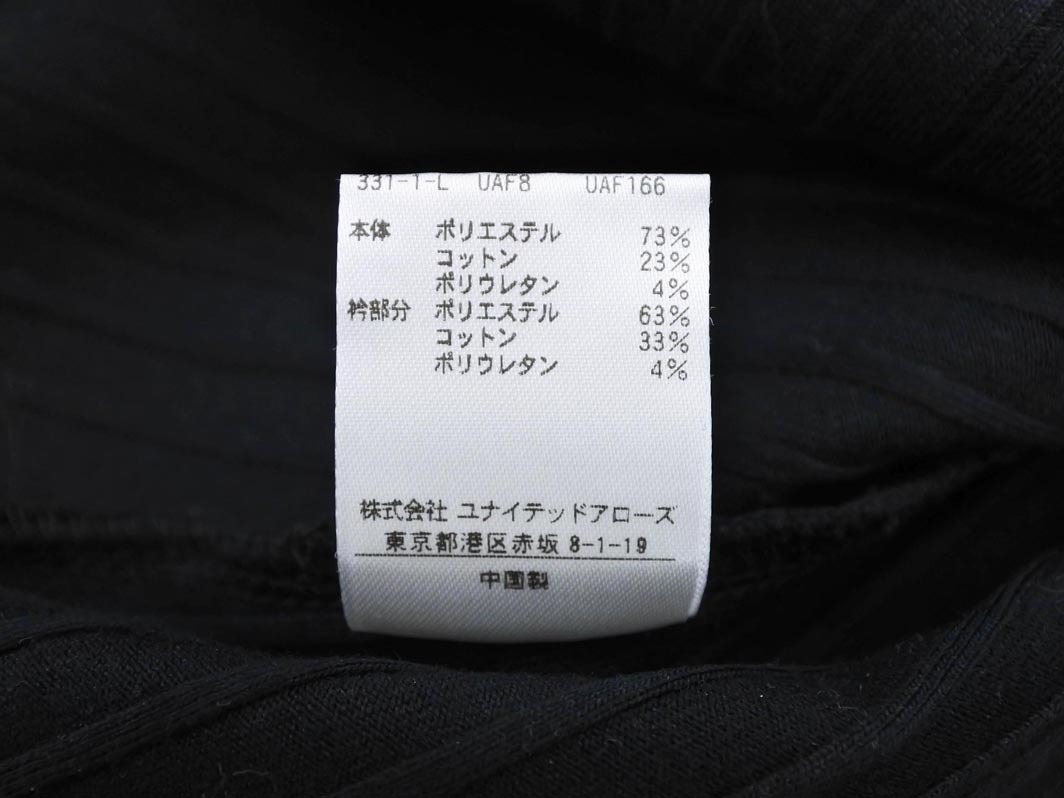 331-1-L UAF8 UAF166
本体 ポリエステル 73%
コットン 23%
ポリウレタン 4%
衿部分 ポリエステル 63%
コットン 33%
ポリウレタン 4%
株式会社 ユナイテッドアローズ
東京都港区赤坂 8-1-19
中国製